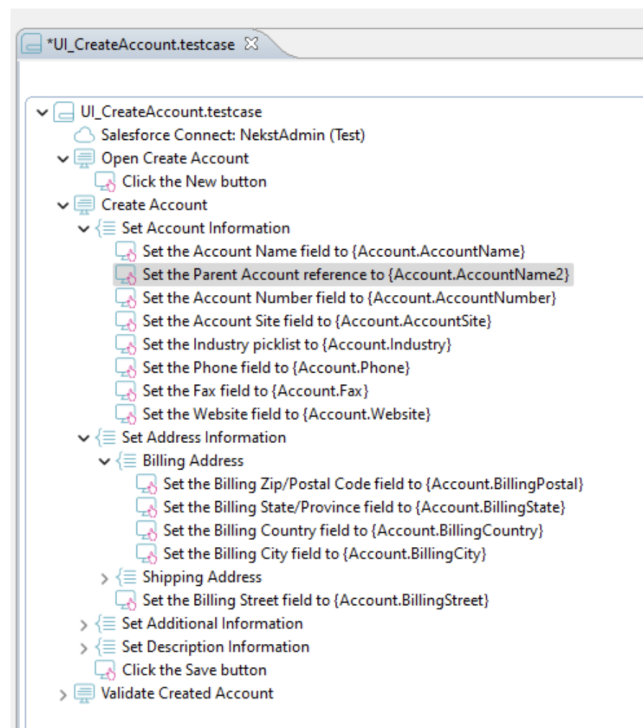 *UI_CreateAccount.testcase
UI_CreateAccount.testcase
Salesforce Connect: NekstAdmin (Test)
Open Create Account
Click the New button
Create Account
Set Account Information
Set the Account Name field to {Account.AccountName}
Set the Parent Account reference to {Account.AccountName2}
Set the Account Number field to {Account.AccountNumber}
Set the Account Site field to {Account.AccountSite}
Set the Industry picklist to {Account.Industry}
Set the Phone field to {Account.Phone}
Set the Fax field to {Account.Fax}
Set the Website field to {Account.Website}
Set Address Information
Billing Address
Set the Billing Zip/Postal Code field to {Account.BillingPostal}
Set the Billing State/Province field to {Account.BillingState}
Set the Billing Country field to {Account.BillingCountry}
Set the Billing City field to {Account.BillingCity}
Shipping Address
Set the Billing Street field to {Account.BillingStreet}
Set Additional Information
Set Description Information
Click the Save button
Validate Created Account